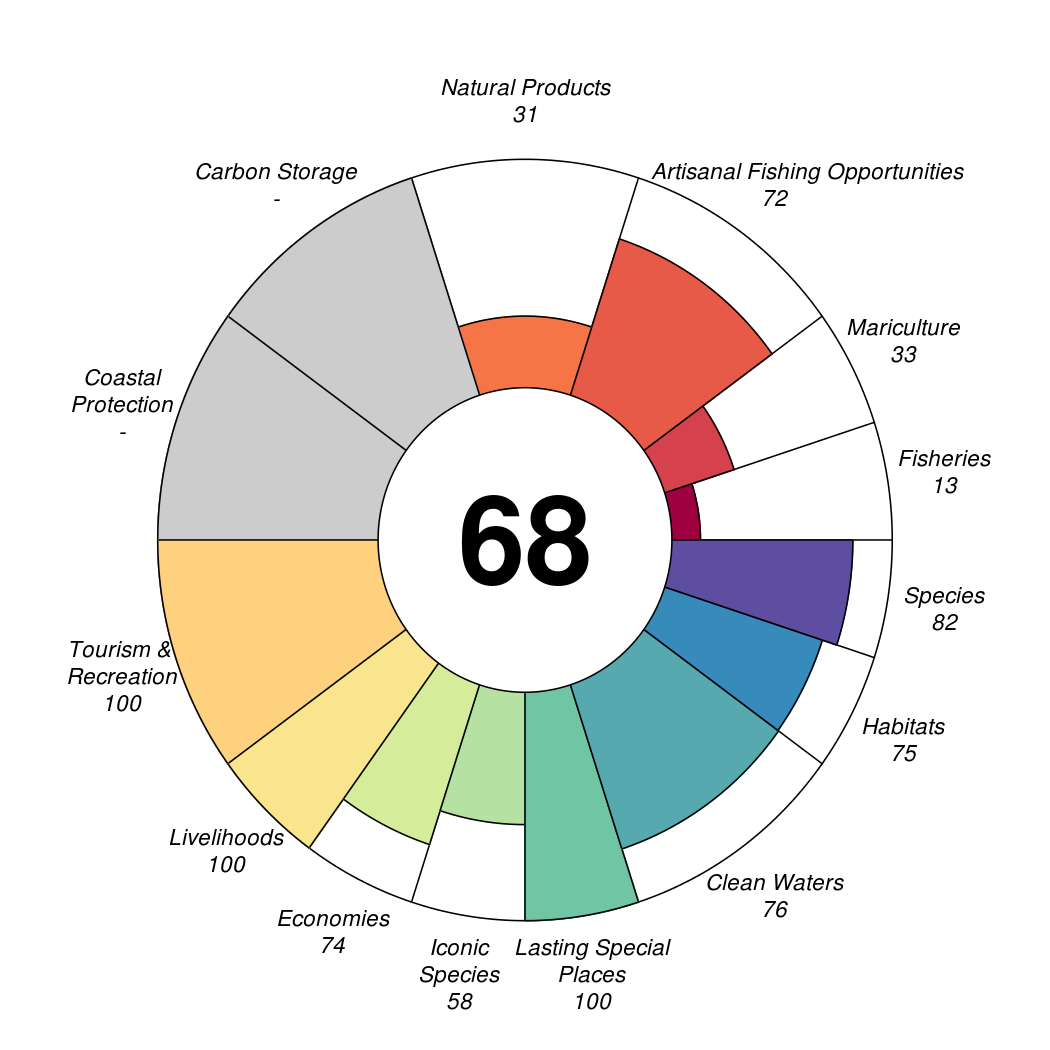 Natural Products
31
Artisanal Fishing Opportunities
72
Mariculture
33
Fisheries
13
Species
82
Habitats
75
Clean Waters
76
Lasting Special
Places
100
Iconic
Species
58
Economies
74
Livelihoods
100
Tourism &
Recreation
100
Coastal
Protection
-
Carbon Storage
-
68